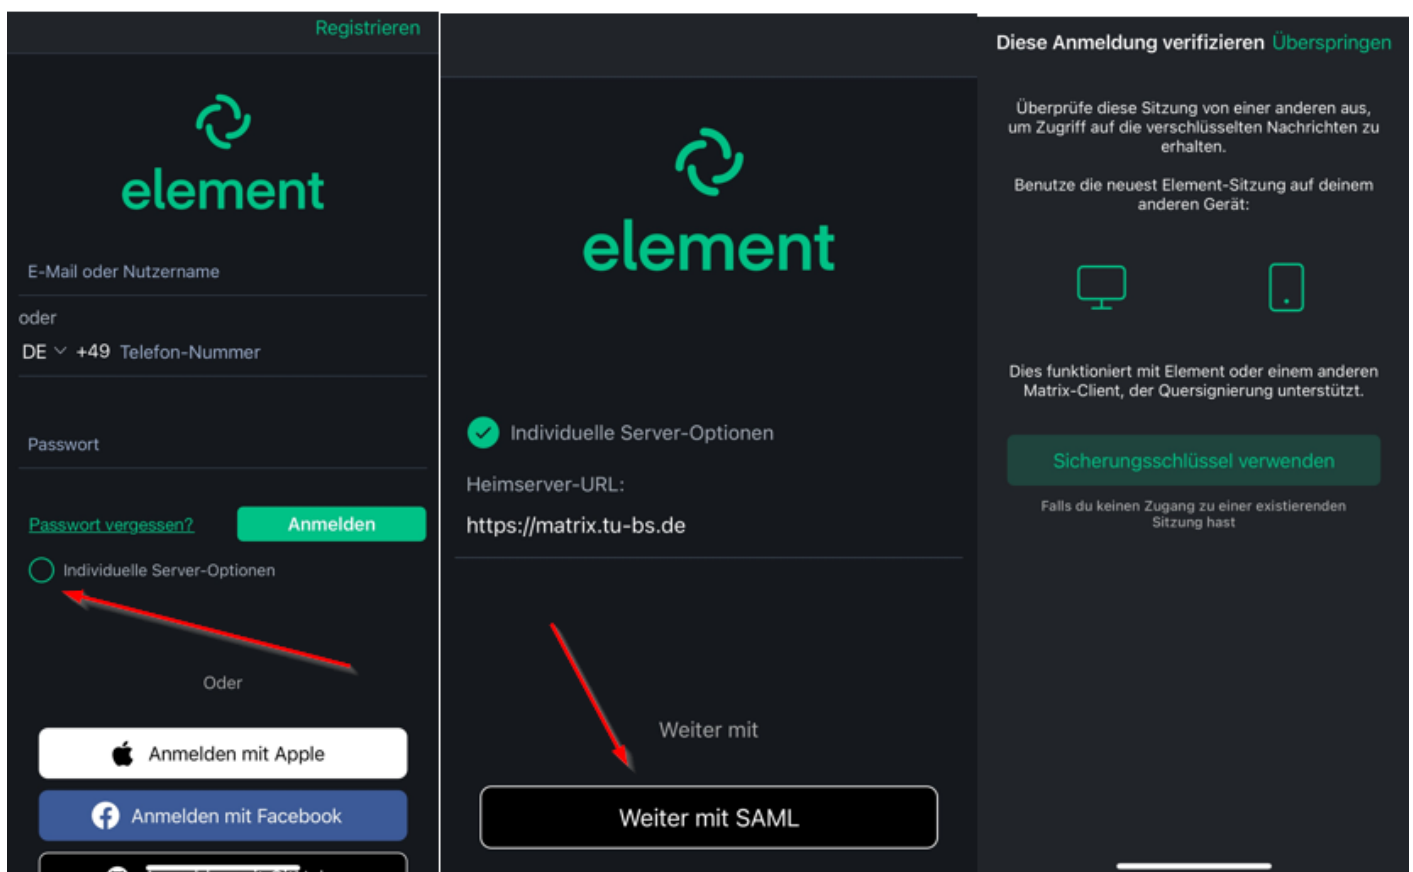 Registrieren
element
E-Mail oder Nutzername
oder
DE +49 Telefon-Nummer
Passwort
Passwort vergessen?
Anmelden
Individuelle Server-Optionen
Oder
Anmelden mit Apple
Anmelden mit Facebook
element
Individuelle Server-Optionen
Heimserver-URL:
https://matrix.tu-bs.de
Weiter mit
Weiter mit SAML
Diese Anmeldung verifizieren Überspringen
Überprüfe diese Sitzung von einer anderen aus,
um Zugriff auf die verschlüsselten Nachrichten zu
erhalten.
Benutze die neuest Element-Sitzung auf deinem
anderen Gerät:
Dies funktioniert mit Element oder einem anderen
Matrix-Client, der Quersignierung unterstützt.
Sicherungsschlüssel verwenden
Falls du keinen Zugang zu einer existierenden
Sitzung hast